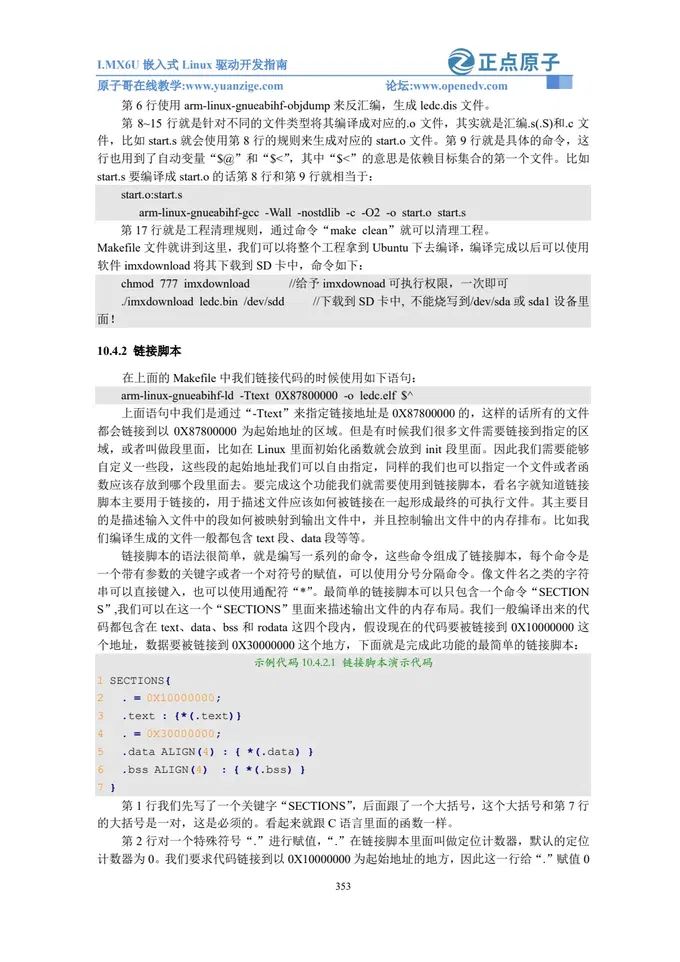 I.MX6U 嵌入式 Linux 驱动开发指南
正点原子
原子哥在线教学:www.yuanzige.com 论坛:www.openedv.com
第 6 行使用 arm-linux-gnueabihf-objdump 来反汇编，生成 ledc.dis 文件。
第 8~15 行就是针对不同的文件类型将其编译成对应的.o 文件，其实就是汇编.s(.S)和.c 文
件，比如 start.s 就会使用第 8 行的规则来生成对应的 start.o 文件。第 9 行就是具体的命令，这
行也用到了自动变量“$@”和“$<”，其中“$<”的意思是依赖目标集合的第一个文件。比如
start.s 要编译成 start.o 的话第 8 行和第 9 行就相当于：
start.o:start.s
arm-linux-gnueabihf-gcc -Wall -nostdlib -c -O2 -o start.o start.s
第 17 行就是工程清理规则，通过命令“make clean”就可以清理工程。
Makefile 文件就讲到这里，我们可以将整个工程拿到 Ubuntu 下去编译，编译完成以后可以使用
软件 imxdownload 将其下载到 SD 卡中，命令如下：
chmod 777 imxdownload //给予 imxdownoad 可执行权限，一次即可
./imxdownload ledc.bin /dev/sdd //下载到 SD 卡中, 不能烧写到/dev/sda 或 sda1 设备里
面！
10.4.2 链接脚本
在上面的 Makefile 中我们链接代码的时候使用如下语句：
arm-linux-gnueabihf-ld -Ttext 0X87800000 -o ledc.elf $^
上面语句中我们是通过“-Ttext”来指定链接地址是 0X87800000 的，这样的话所有的文件
都会链接到以 0X87800000 为起始地址的区域。但是有时候我们很多文件需要链接到指定的区
域，或者叫做段里面，比如在 Linux 里面初始化函数就会放到 init 段里面。因此我们需要能够
自定义一些段，这些段的起始地址我们可以自由指定，同样的我们也可以指定一个文件或者函
数应该存放到哪个段里面去。要完成这个功能我们就需要使用到链接脚本，看名字就知道链接
脚本主要用于链接的，用于描述文件应该如何被链接在一起形成最终的可执行文件。其主要目
的是描述输入文件中的段如何被映射到输出文件中，并且控制输出文件中的内存排布。比如我
们编译生成的文件一般都包含 text 段、data 段等等。
链接脚本的语法很简单，就是编写一系列的命令，这些命令组成了链接脚本，每个命令是
一个带有参数的关键字或者一个对符号的赋值，可以使用分号分隔命令。像文件名之类的字符
串可以直接键入，也可以使用通配符“*”。最简单的链接脚本可以只包含一个命令“SECTION
S”,我们可以在这一个“SECTIONS”里面来描述输出文件的内存布局。我们一般编译出来的代
码都包含在 text、data、bss 和 rodata 这四个段内，假设现在的代码要被链接到 0X10000000 这
个地址，数据要被链接到 0X30000000 这个地方，下面就是完成此功能的最简单的链接脚本：
示例代码 10.4.2.1 链接脚本演示代码
1 SECTIONS{
2 . = 0X10000000;
3 .text : {*(.text)}
4 . = 0X30000000;
5 .data ALIGN(4) : { *(.data) }
6 .bss ALIGN(4) : { *(.bss) }
7 }
第 1 行我们先写了一个关键字“SECTIONS”，后面跟了一个大括号，这个大括号和第 7 行
的大括号是一对，这是必须的。看起来就跟 C 语言里面的函数一样。
第 2 行对一个特殊符号“.”进行赋值，“.”在链接脚本里面叫做定位计数器，默认的定位
计数器为 0。我们要求代码链接到以 0X10000000 为起始地址的地方，因此这一行给“.”赋值 0
353